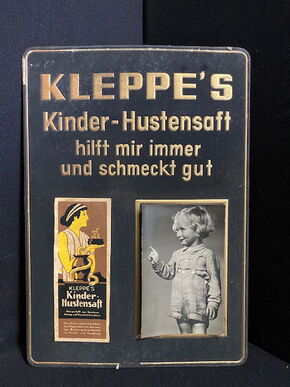 KLEPPE'S
Kinder-Hustensaft
hilft mir immer
und schmeckt gut
KLEPPE'S
Kinder-
Hustensaft